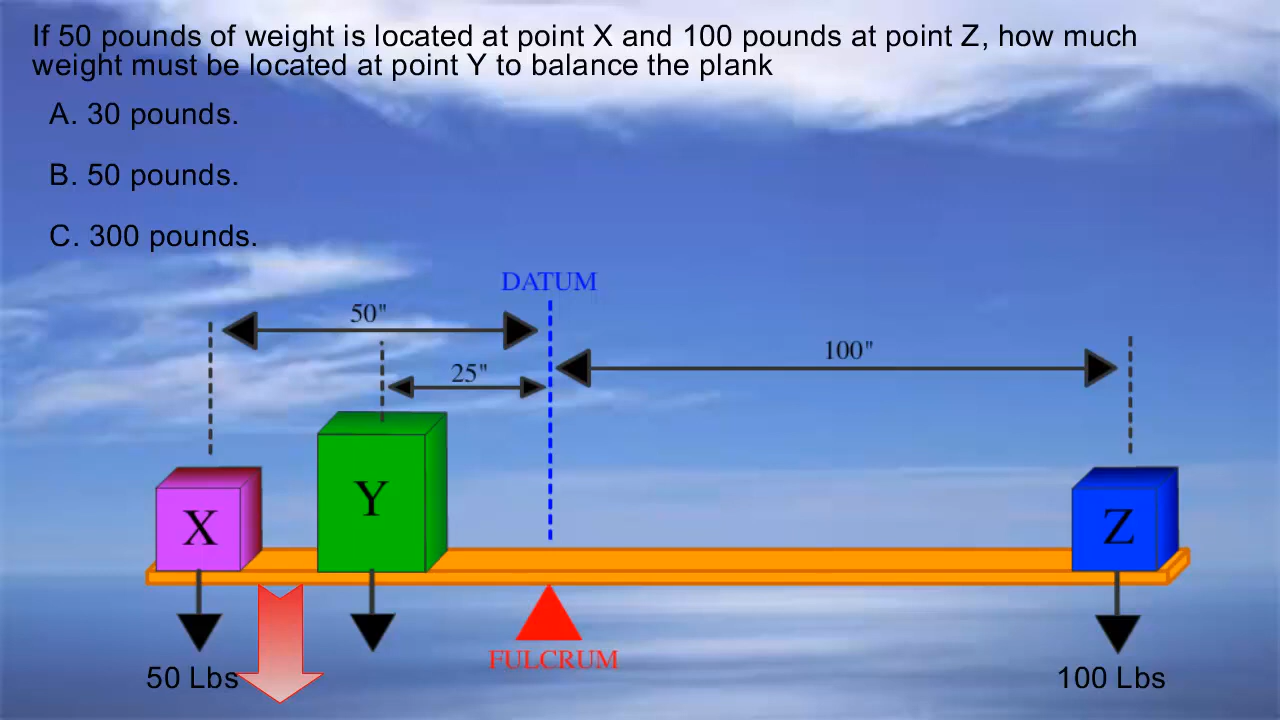 If 50 pounds of weight is located at point X and 100 pounds at point Z, how much
weight must be located at point Y to balance the plank
A. 30 pounds.
B. 50 pounds.
C. 300 pounds.
DATUM
50"
100"
25"
X
Y
Z
FULCRUM
50 Lbs
100 Lbs